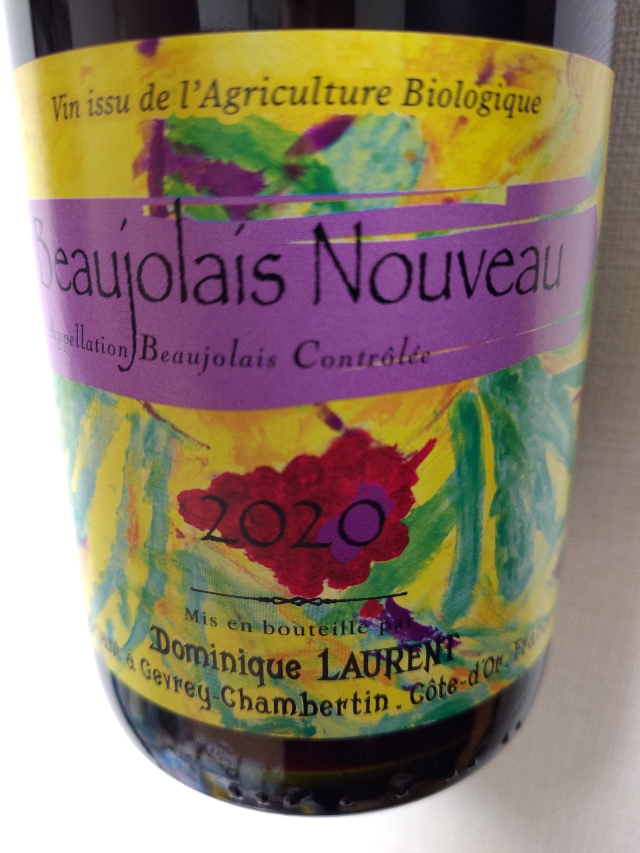 Vin issu de l'Agriculture Biologique
Beaujolais Nouveau
Appellation Beaujolais Contrôlée
2020
Mis en bouteille par
Dominique LAURENT
à Gevrey-Chambertin . Côte-d'Or. France